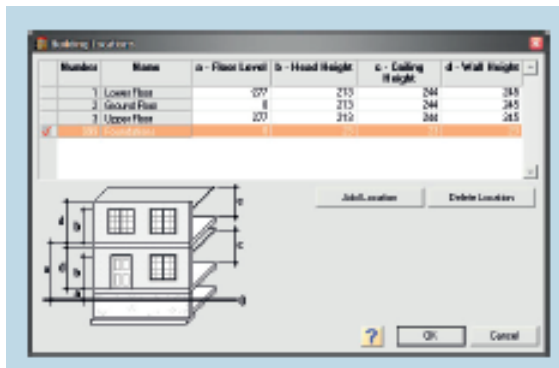 Building Locations
Number Name a - Floor Level b - Head Height c - Ceiling Height d - Wall Height
1 Lower Floor -277 213 244 245
2 Ground Floor 0 213 244 245
3 Upper Floor 277 213 244 245
Foundations
Add Location Delete Location
d b c
a d b c
a 0
? OK Cancel